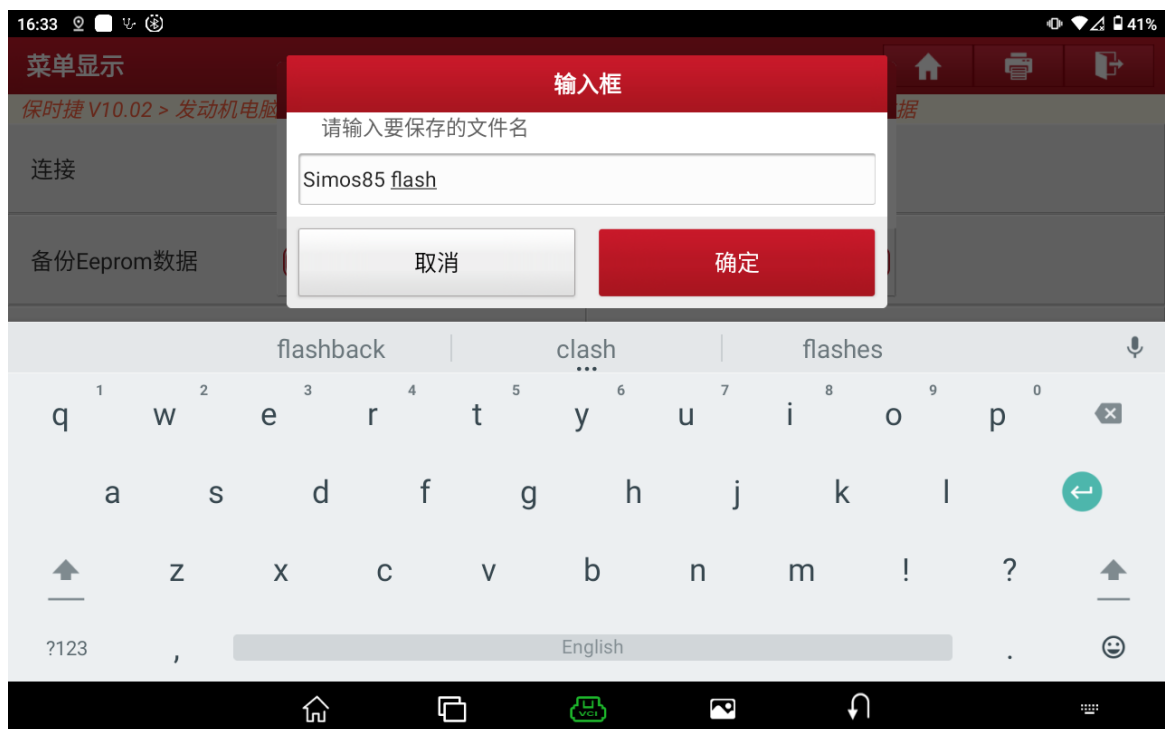 16:33
41%
菜单显示
输入框
保时捷 V10.02 > 发动机电脑
据
请输入要保存的文件名
连接
Simos85 flash
备份Eeprom数据
取消
确定
flashback
clash
flashes
1 2 3 4 5 6 7 8 9 0
q w e r t y u i o p
a s d f g h j k l
z x c v b n m ! ?
?123 , English .
VCI